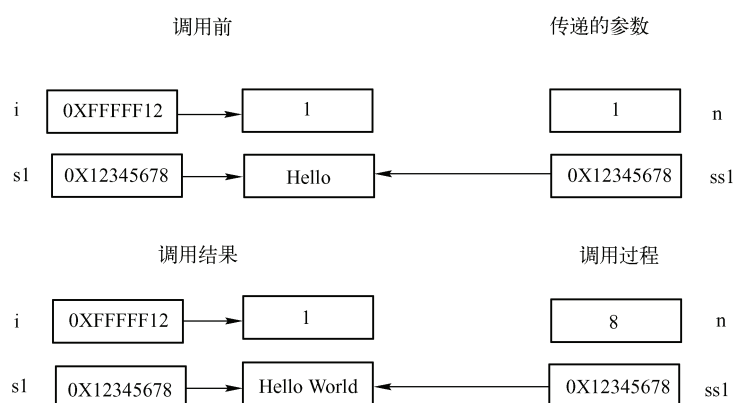 调用前 传递的参数
i 0XFFFFF12 1 1 n
s1 0X12345678 Hello 0X12345678 ss1
调用结果 调用过程
i 0XFFFFF12 1 8 n
s1 0X12345678 Hello World 0X12345678 ss1